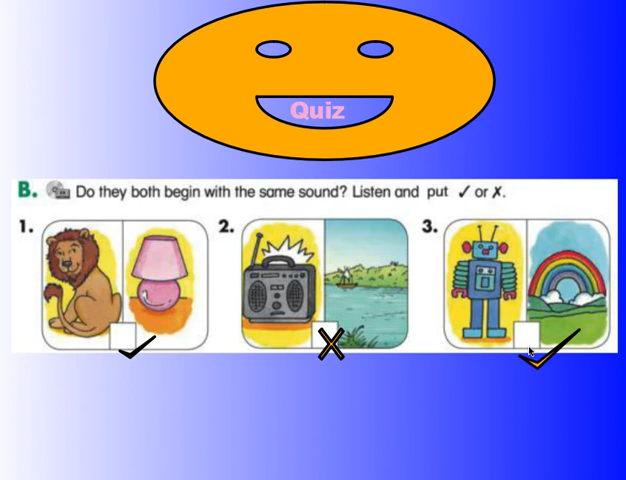 Quiz
B. Do they both begin with the same sound? Listen and put ✓ or ✗.
1. 2. 3.